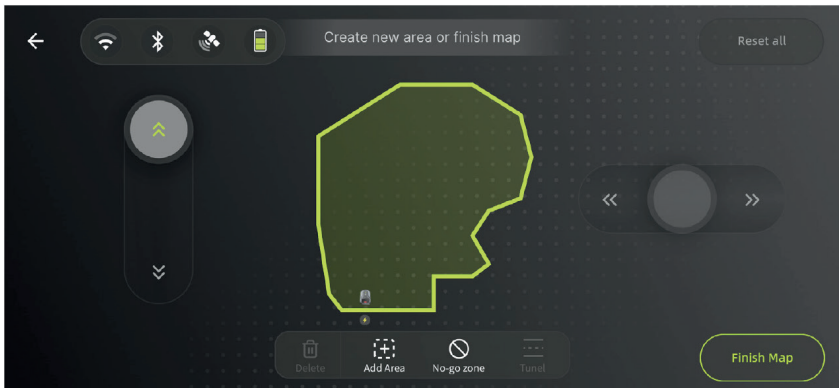 Create new area or finish map
Reset all
Delete
Add Area
No-go zone
Tunel
Finish Map